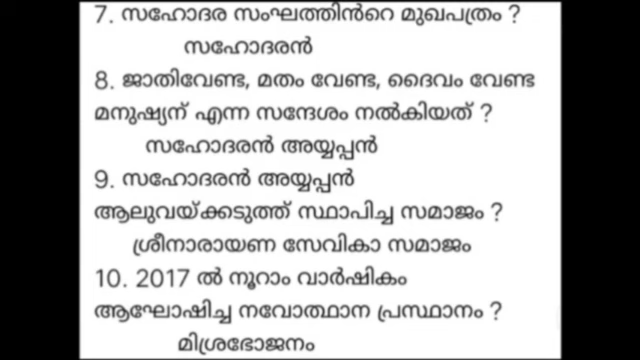 7. സഹോദര സംഘത്തിൻറെ മുഖപത്രം ?
സഹോദരൻ
8. ജാതിവേണ്ട, മതം വേണ്ട, ദൈവം വേണ്ട
മനുഷ്യന് എന്ന സന്ദേശം നൽകിയത് ?
സഹോദരൻ അയ്യപ്പൻ
9. സഹോദരൻ അയ്യപ്പൻ
ആലുവയ്ക്കടുത്ത് സ്ഥാപിച്ച സമാജം ?
ശ്രീനാരായണ സേവികാ സമാജം
10. 2017 ൽ നൂറാം വാർഷികം
ആഘോഷിച്ച നവോത്ഥാന പ്രസ്ഥാനം ?
മിശ്രഭോജനം